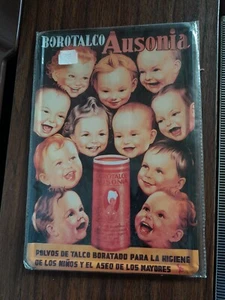 BOROTALCO Ausonia
POLVOS DE TALCO BORATADO PARA LA HIGIENE
DE LOS NIÑOS Y EL ASEO DE LOS MAYORES